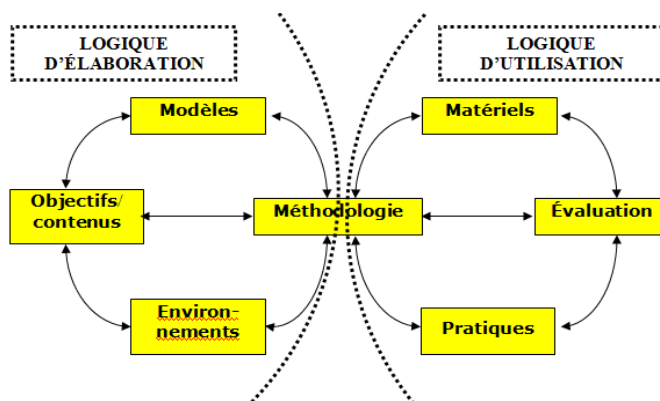 LOGIQUE
D'ÉLABORATION
LOGIQUE
D'UTILISATION
Modèles
Matériels
Objectifs/
contenus
Méthodologie
Évaluation
Environ-
nements
Pratiques